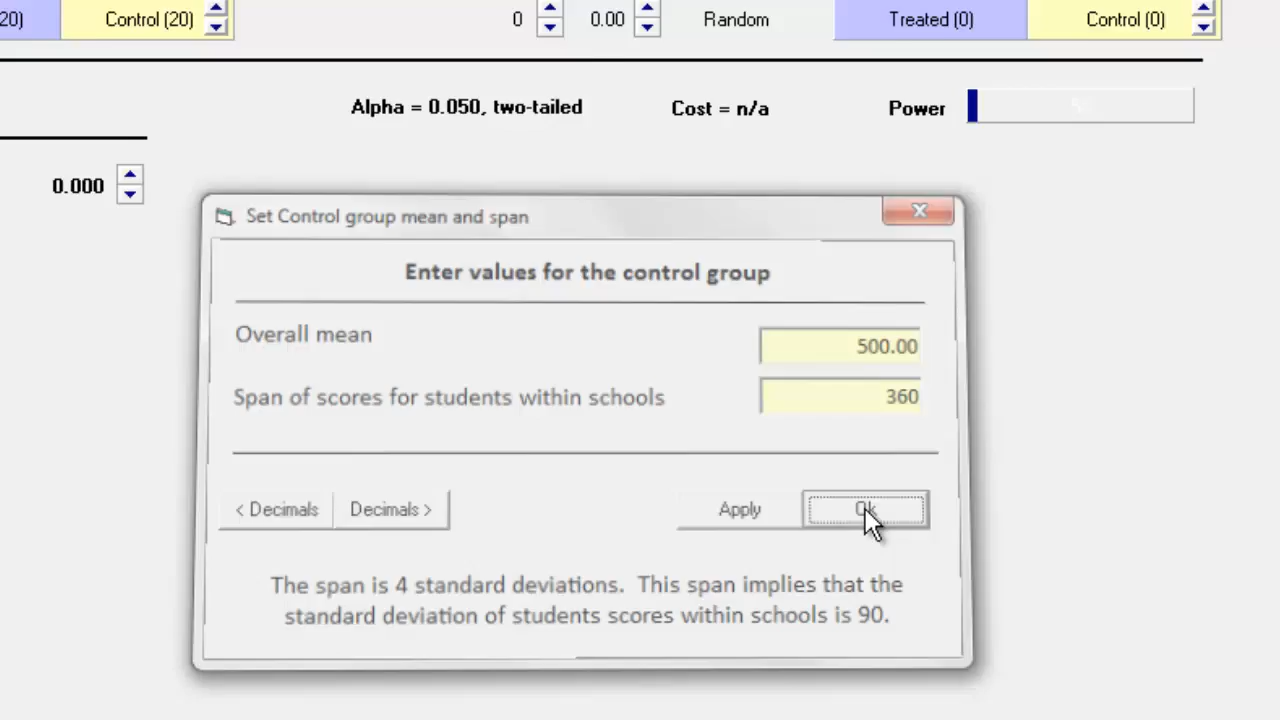 20) Control (20) 0 0.00 Random Treated (0) Control (0)
Alpha = 0.050, two-tailed Cost = n/a Power
0.000
Set Control group mean and span
Enter values for the control group
Overall mean 500.00
Span of scores for students within schools 360
< Decimals Decimals > Apply Ok
The span is 4 standard deviations. This span implies that the
standard deviation of students scores within schools is 90.